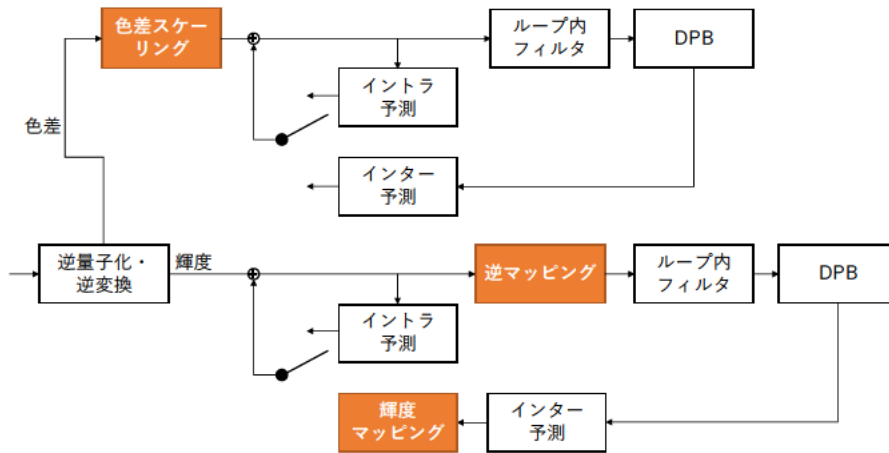 色差スケー
リング
ループ内
フィルタ
DPB
イントラ
予測
色差
インター
予測
逆量子化・
逆変換
輝度
逆マッピング
ループ内
フィルタ
DPB
イントラ
予測
輝度
マッピング
インター
予測